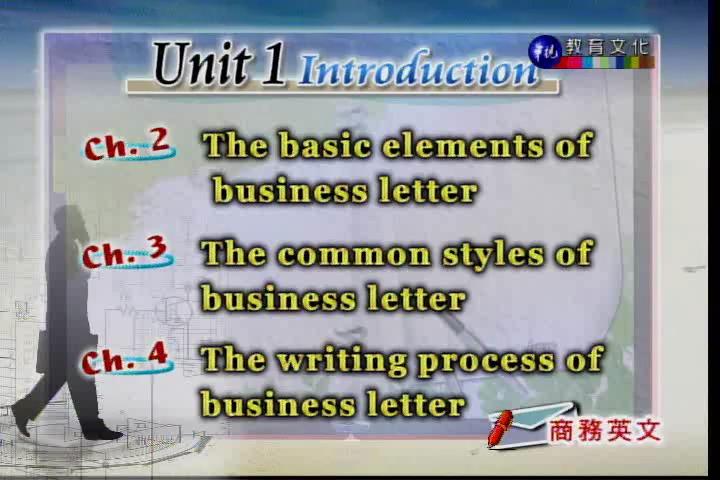 Unit 1 Introduction
教育文化
Ch. 2 The basic elements of
business letter
Ch. 3 The common styles of
business letter
Ch. 4 The writing process of
business letter
商務英文